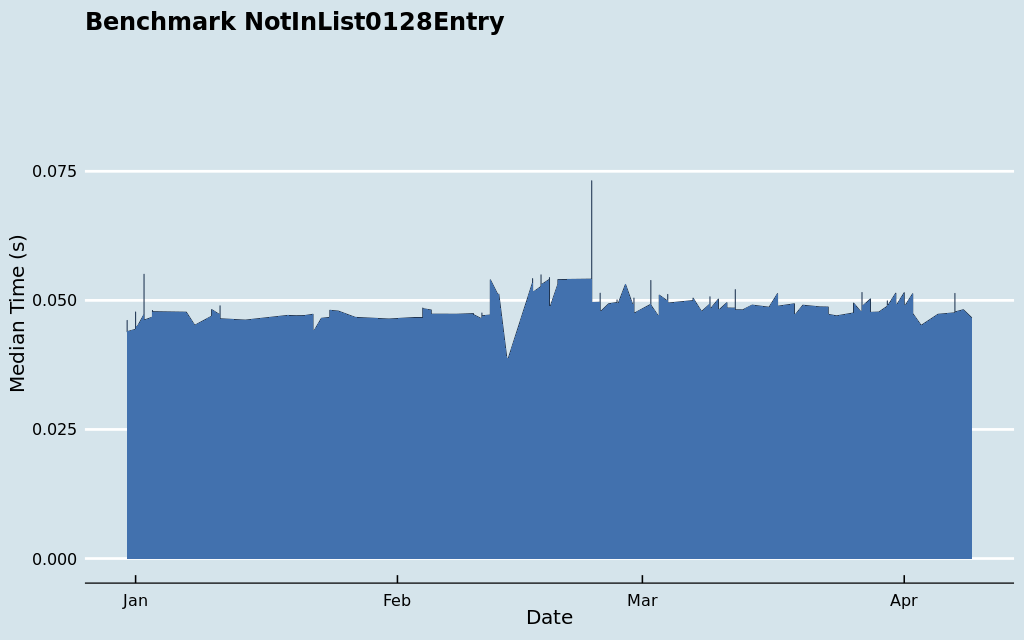 Benchmark NotInList0128Entry
Median Time (s)
0.075
0.050
0.025
0.000
Jan Feb Mar Apr
Date